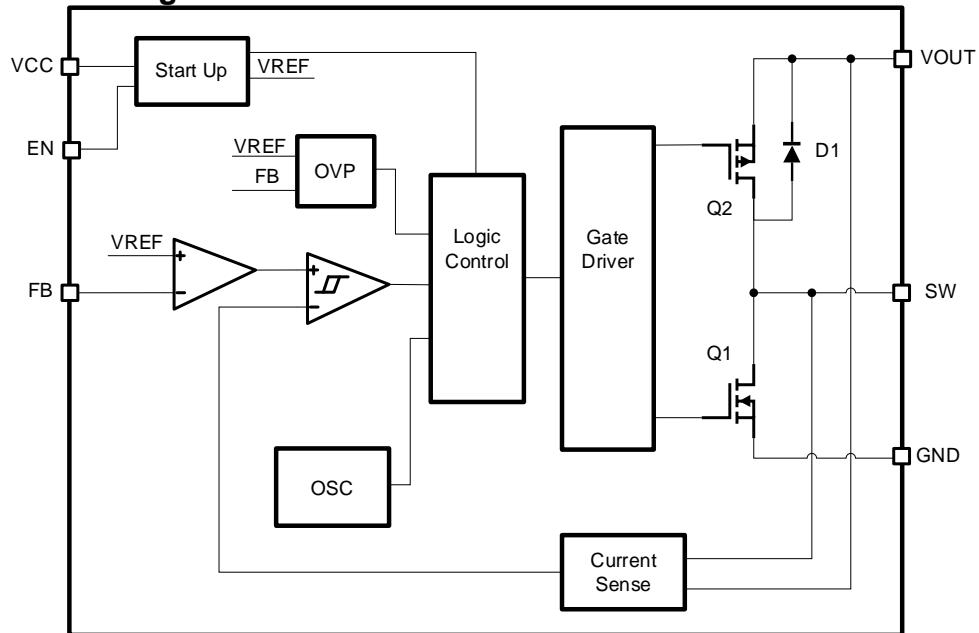 VCC
Start Up
VREF
VOUT
EN
VREF
FB
OVP
D1
Q2
Logic
Control
Gate
Driver
VREF
FB
SW
Q1
GND
OSC
Current
Sense